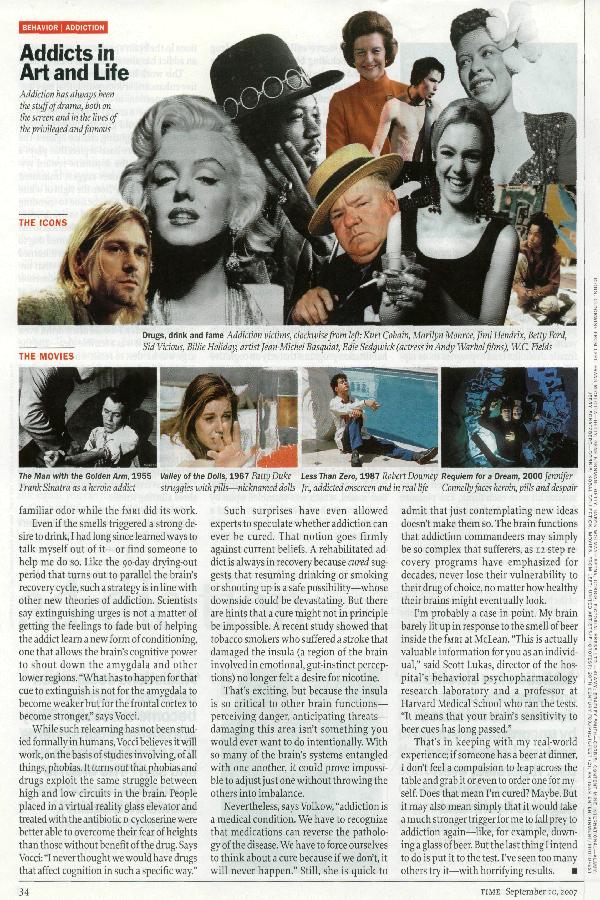 BEHAVIOR | ADDICTION
Addicts in
Art and Life
Addiction has always been
the stuff of drama, both on
the screen and in the lives of
the privileged and famous
THE ICONS
Drugs, drink and fame Addiction victims, clockwise from left: Kurt Cobain, Marilyn Monroe, Jimi Hendrix, Betty Ford,
Sid Vicious, Billie Holiday, artist Jean-Michel Basquiat, Edie Sedgwick (actress in Andy Warhol films), W.C. Fields
THE MOVIES
The Man with the Golden Arm, 1955
Frank Sinatra as a heroin addict
Valley of the Dolls, 1967 Patty Duke
struggles with pills—nicknamed dolls
Less Than Zero, 1987 Robert Downey
Jr., addicted onscreen and in real life
Requiem for a Dream, 2000 Jennifer
Connelly faces heroin, pills and despair
familiar odor while the fMRI did its work.
Even if the smells triggered a strong de-
sire to drink, I had long since learned ways to
talk myself out of it—or find someone to
help me do so. Like the 90-day drying-out
period that turns out to parallel the brain's
recovery cycle, such a strategy is in line with
other new theories of addiction. Scientists
say extinguishing urges is not a matter of
getting the feelings to fade but of helping
the addict learn a new form of conditioning,
one that allows the brain's cognitive power
to shout down the amygdala and other
lower regions. "What has to happen for that
cue to extinguish is not for the amygdala to
become weaker but for the frontal cortex to
become stronger," says Vocci.
While such relearning has not been stud-
ied formally in humans, Vocci believes it will
work, on the basis of studies involving, of all
things, phobias. It turns out that phobias and
drugs exploit the same struggle between
high and low circuits in the brain. People
placed in a virtual-reality glass elevator and
treated with the antibiotic D-cycloserine were
better able to overcome their fear of heights
than those without benefit of the drug. Says
Vocci: "I never thought we would have drugs
that affect cognition in such a specific way."
Such surprises have even allowed
experts to speculate whether addiction can
ever be cured. That notion goes firmly
against current beliefs. A rehabilitated ad-
dict is always in recovery because cured sug-
gests that resuming drinking or smoking
or shooting up is a safe possibility—whose
downside could be devastating. But there
are hints that a cure might not in principle
be impossible. A recent study showed that
tobacco smokers who suffered a stroke that
damaged the insula (a region of the brain
involved in emotional, gut-instinct percep-
tions) no longer felt a desire for nicotine.
That's exciting, but because the insula
is so critical to other brain functions—
perceiving danger, anticipating threats—
damaging this area isn't something you
would ever want to do intentionally. With
so many of the brain's systems entangled
with one another, it could prove impossi-
ble to adjust just one without throwing the
others into imbalance.
Nevertheless, says Volkow, "addiction is
a medical condition. We have to recognize
that medications can reverse the patholo-
gy of the disease. We have to force ourselves
to think about a cure because if we don't, it
will never happen." Still, she is quick to
admit that just contemplating new ideas
doesn't make them so. The brain functions
that addiction commandeers may simply
be so complex that sufferers, as 12-step re-
covery programs have emphasized for
decades, never lose their vulnerability to
their drug of choice, no matter how healthy
their brains might eventually look.
I'm probably a case in point. My brain
barely lit up in response to the smell of beer
inside the fMRI at McLean. "This is actually
valuable information for you as an individ-
ual," said Scott Lukas, director of the hos-
pital's behavioral psychopharmacology
research laboratory and a professor at
Harvard Medical School who ran the tests.
"It means that your brain's sensitivity to
beer cues has long passed."
That's in keeping with my real-world
experience; if someone has a beer at dinner,
I don't feel a compulsion to leap across the
table and grab it or even to order one for my-
self. Does that mean I'm cured? Maybe. But
it may also mean simply that it would take
a much stronger trigger for me to fall prey to
addiction again—like, for example, down-
ing a glass of beer. But the last thing I intend
to do is put it to the test. I've seen too many
others try it—with horrifying results.
34
TIME September 10, 2007